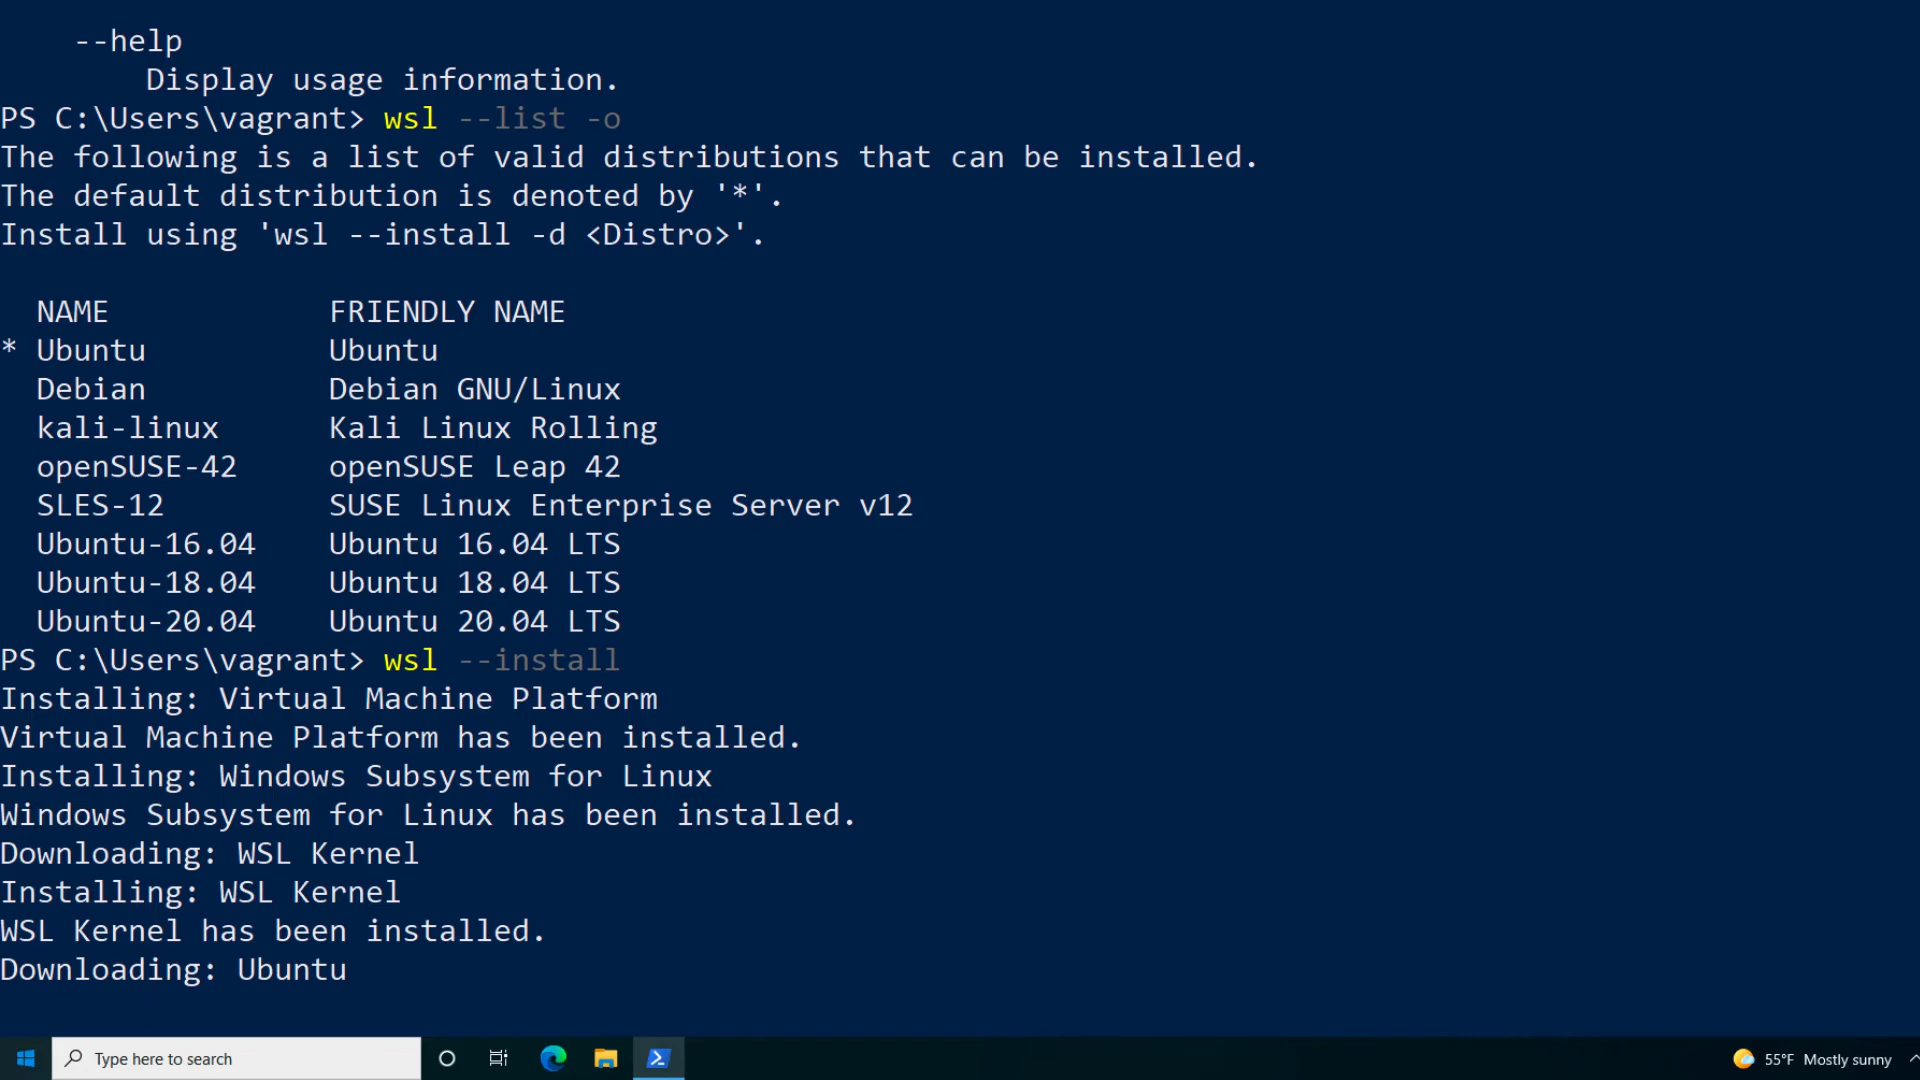 --help
Display usage information.
PS C:\Users\vagrant> wsl --list -o
The following is a list of valid distributions that can be installed.
The default distribution is denoted by '*'.
Install using 'wsl --install -d <Distro>'.
NAME FRIENDLY NAME
* Ubuntu Ubuntu
Debian Debian GNU/Linux
kali-linux Kali Linux Rolling
openSUSE-42 openSUSE Leap 42
SLES-12 SUSE Linux Enterprise Server v12
Ubuntu-16.04 Ubuntu 16.04 LTS
Ubuntu-18.04 Ubuntu 18.04 LTS
Ubuntu-20.04 Ubuntu 20.04 LTS
PS C:\Users\vagrant> wsl --install
Installing: Virtual Machine Platform
Virtual Machine Platform has been installed.
Installing: Windows Subsystem for Linux
Windows Subsystem for Linux has been installed.
Downloading: WSL Kernel
Installing: WSL Kernel
WSL Kernel has been installed.
Downloading: Ubuntu
Type here to search
55°F Mostly sunny